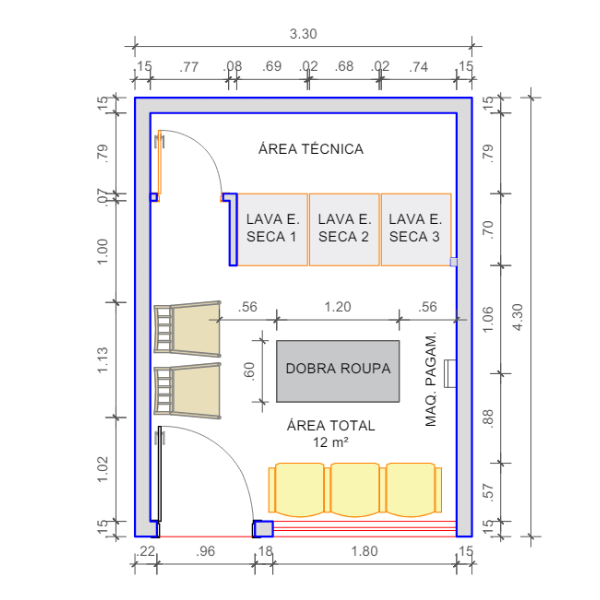 3.30
.15 .77 .08 .69 .02 .68 .02 .74 .15
.15
.15
.79
ÁREA TÉCNICA
.79
.07
LAVA E. SECA 1
LAVA E. SECA 2
LAVA E. SECA 3
.70
1.00
.56 1.20 .56
1.06
4.30
1.13
.60
DOBRA ROUPA
MAQ. PAGAM.
ÁREA TOTAL
12 m²
.88
1.02
.57
.15
.15
.22 .96 .18 1.80 .15